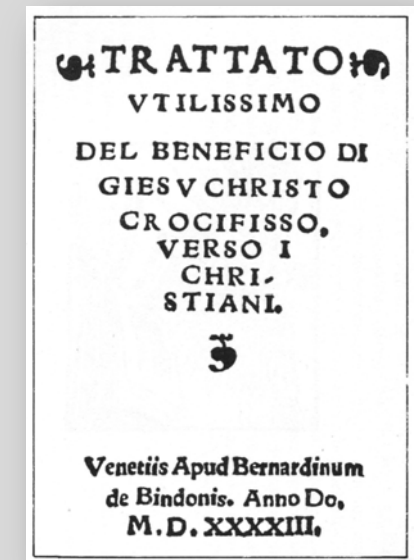 TRATTATO
VTILISSIMO
DEL BENEFICIO DI
GIESV CHRISTO
CROCIFISSO,
VERSO I
CHRI-
STIANI.
Venetiis Apud Bernardinum
de Bindonis. Anno Do,
M.D.XXXXIII.